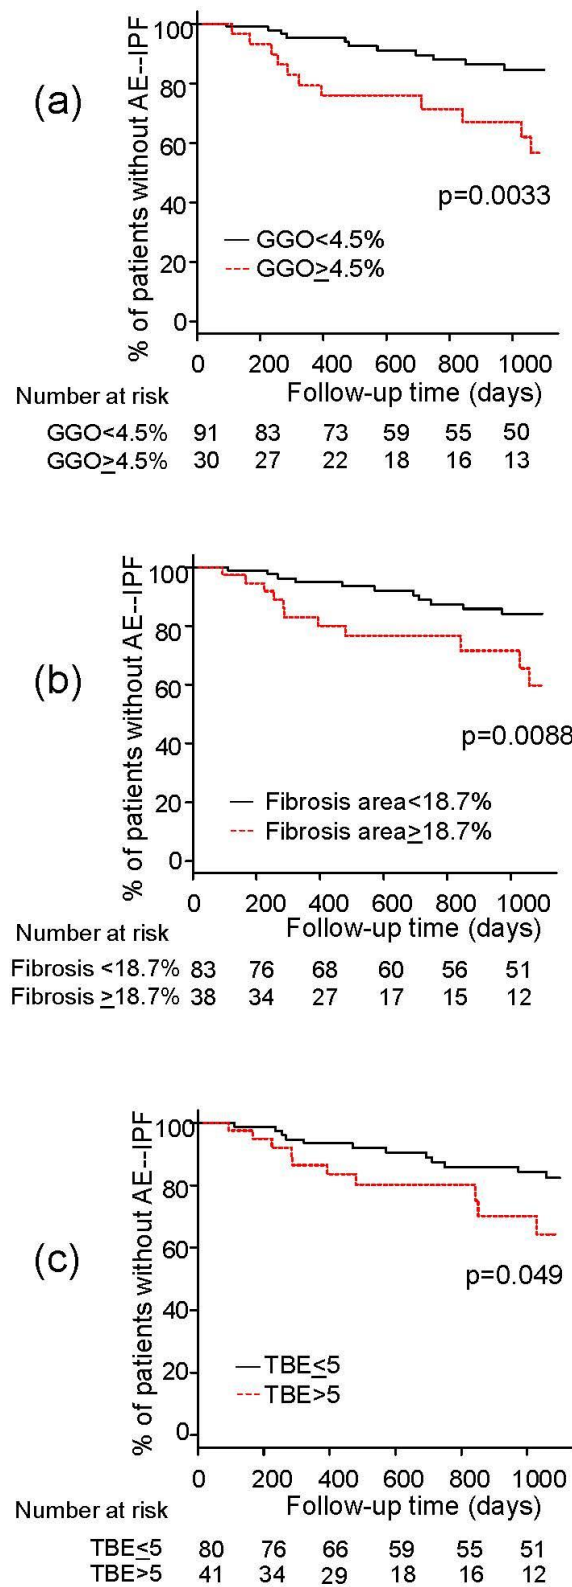 (a)
% of patients without AE--IPF
100
80
60
40
20
0
p=0.0033
GGO<4.5%
GGO≥4.5%
0 200 400 600 800 1000
Number at risk Follow-up time (days)
GGO<4.5% 91 83 73 59 55 50
GGO≥4.5% 30 27 22 18 16 13
(b)
% of patients without AE--IPF
100
80
60
40
20
0
p=0.0088
Fibrosis area<18.7%
Fibrosis area≥18.7%
0 200 400 600 800 1000
Number at risk Follow-up time (days)
Fibrosis <18.7% 83 76 68 60 56 51
Fibrosis ≥18.7% 38 34 27 17 15 12
(c)
% of patients without AE--IPF
100
80
60
40
20
0
p=0.049
TBE≤5
TBE>5
0 200 400 600 800 1000
Number at risk Follow-up time (days)
TBE≤5 80 76 66 59 55 51
TBE>5 41 34 29 18 16 12